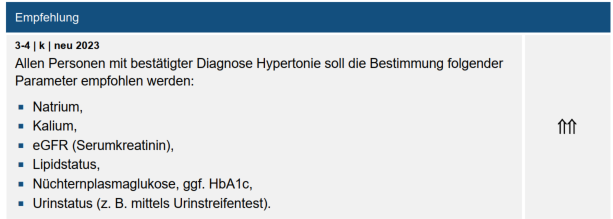 Empfehlung
3-4 | k | neu 2023
Allen Personen mit bestätigter Diagnose Hypertonie soll die Bestimmung folgender
Parameter empfohlen werden:
▪ Natrium,
▪ Kalium,
▪ eGFR (Serumkreatinin),
▪ Lipidstatus,
▪ Nüchternplasmaglukose, ggf. HbA1c,
▪ Urinstatus (z. B. mittels Urinstreifentest).
⇑⇑